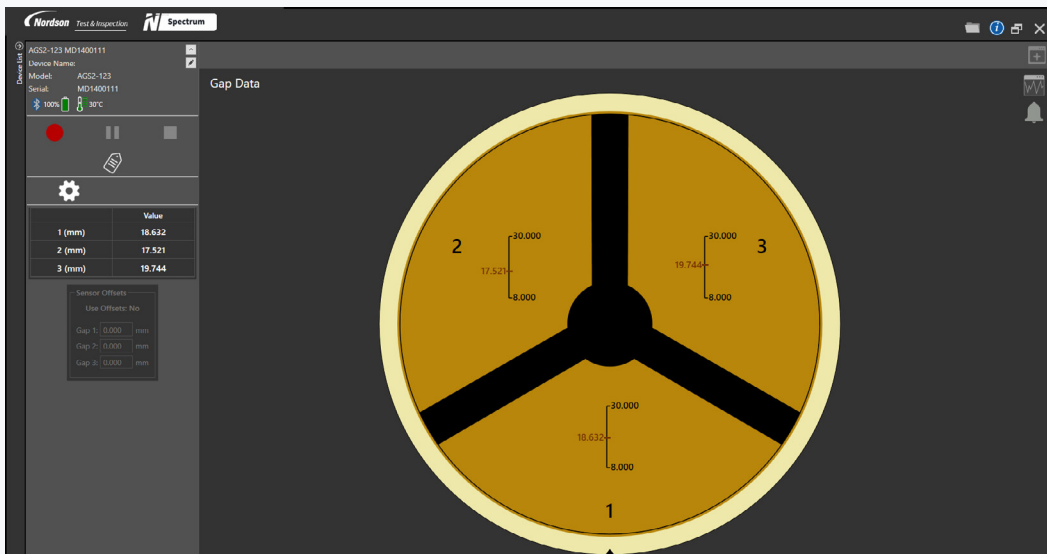 Nordson Test & Inspection Spectrum
Device List
AGS2-123 MD1400111
Device Name:
Model: AGS2-123
Serial: MD1400111
100% 30°C
Value
1 (mm) 18.632
2 (mm) 17.521
3 (mm) 19.744
Sensor Offsets
Use Offsets: No
Gap 1: 0.000 mm
Gap 2: 0.000 mm
Gap 3: 0.000 mm
Gap Data
2
30.000
17.521
8.000
30.000
19.744
8.000
3
30.000
18.632
8.000
1